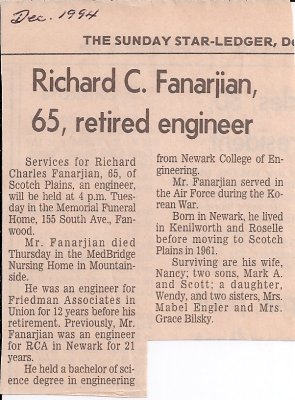 Dec. 1994
THE SUNDAY STAR-LEDGER, De
Richard C. Fanarjian,
65, retired engineer
Services for Richard
Charles Fanarjian, 65, of
Scotch Plains, an engineer,
will be held at 4 p.m. Tues-
day in the Memorial Funeral
Home, 155 South Ave., Fan-
wood.
Mr. Fanarjian died
Thursday in the MedBridge
Nursing Home in Mountain-
side.
He was an engineer for
Friedman Associates in
Union for 12 years before his
retirement. Previously, Mr.
Fanarjian was an engineer
for RCA in Newark for 21
years.
He held a bachelor of sci-
ence degree in engineering
from Newark College of En-
gineering.
Mr. Fanarjian served in
the Air Force during the Ko-
rean War.
Born in Newark, he lived
in Kenilworth and Roselle
before moving to Scotch
Plains in 1961.
Surviving are his wife,
Nancy; two sons, Mark A.
and Scott; a daughter,
Wendy, and two sisters, Mrs.
Mabel Engler and Mrs.
Grace Bilsky.